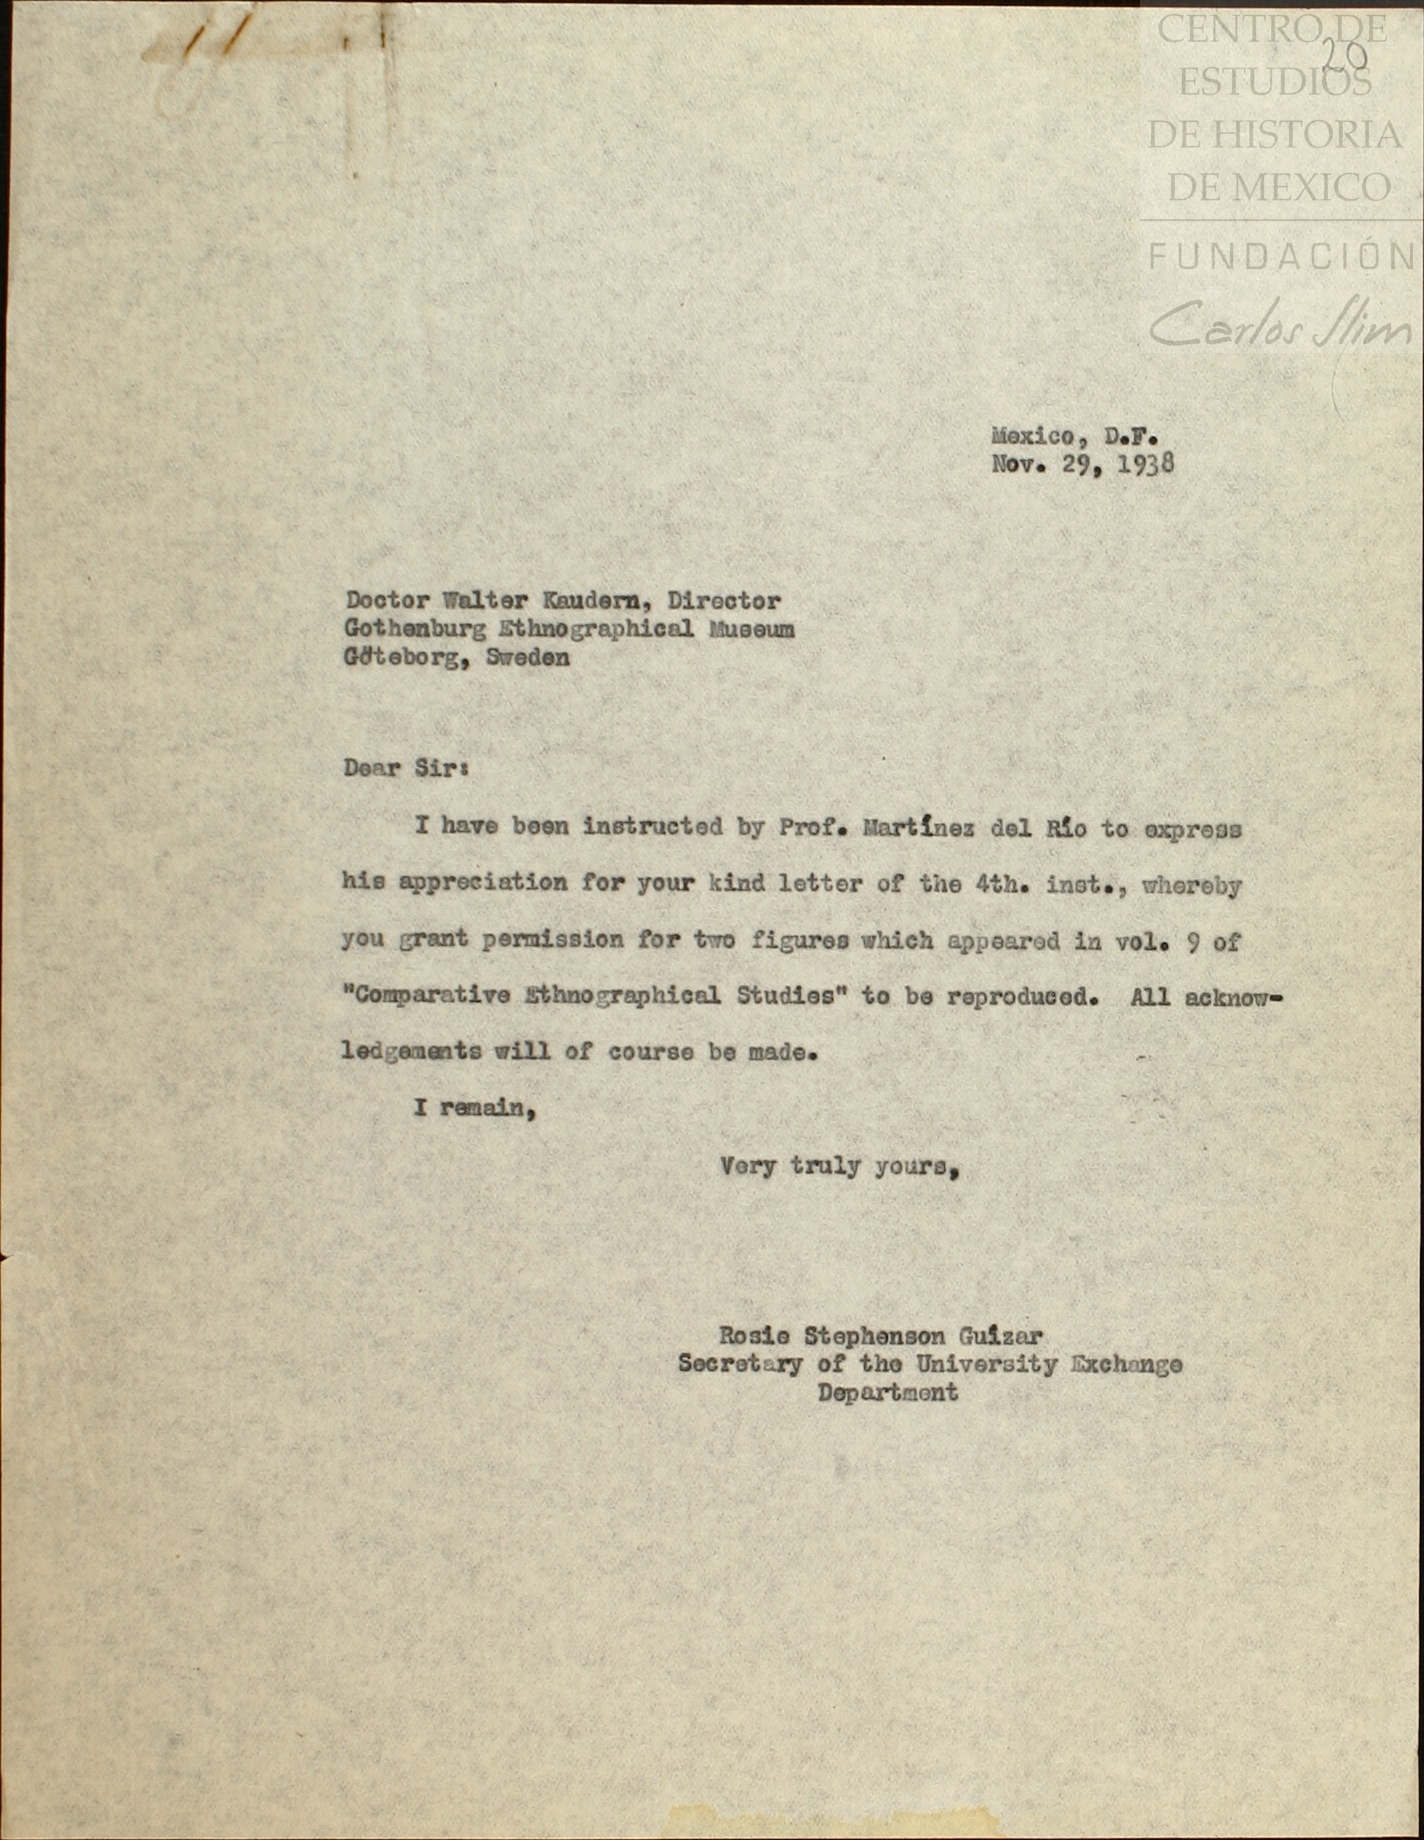 CENTRO DE
20
ESTUDIOS
DE HISTORIA
DE MEXICO
FUNDACIÓN
Carlos Slim
Mexico, D.F.
Nov. 29, 1938
Doctor Walter Kaudern, Director
Gothenburg Ethnographical Museum
Göteborg, Sweden
Dear Sir:
I have been instructed by Prof. Martínez del Río to express
his appreciation for your kind letter of the 4th. inst., whereby
you grant permission for two figures which appeared in vol. 9 of
"Comparative Ethnographical Studies" to be reproduced. All acknow-
ledgements will of course be made.
I remain,
Very truly yours,
Rosie Stephenson Guízar
Secretary of the University Exchange
Department